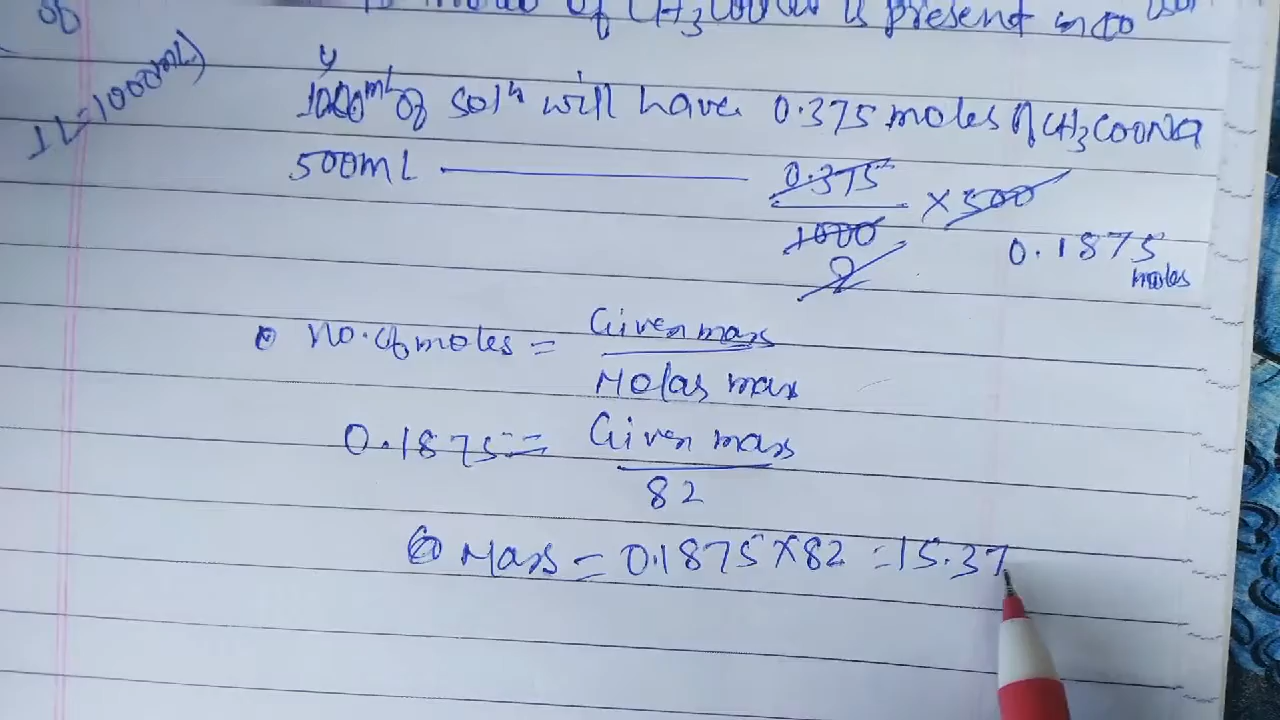 of CH3COONa is present in
1L=1000mL)
1000mL of solⁿ will have 0.375 moles of CH3COONa
500mL — 0.375/1000 × 500
2
0.1875 moles
No. of moles = Given mass/Molar mass
0.1875 = Given mass/82
Mass = 0.1875×82 = 15.37